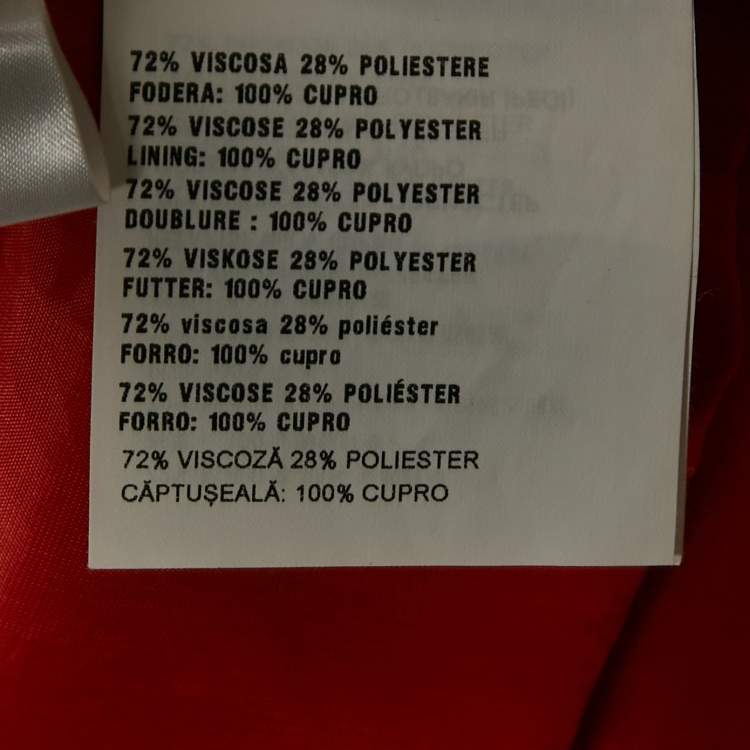 72% VISCOSA 28% POLIESTERE
FODERA: 100% CUPRO
72% VISCOSE 28% POLYESTER
LINING: 100% CUPRO
72% VISCOSE 28% POLYESTER
DOUBLURE : 100% CUPRO
72% VISKOSE 28% POLYESTER
FUTTER: 100% CUPRO
72% viscosa 28% poliéster
FORRO: 100% cupro
72% VISCOSE 28% POLIÉSTER
FORRO: 100% CUPRO
72% VISCOZĂ 28% POLIESTER
CĂPTUȘEALĂ: 100% CUPRO